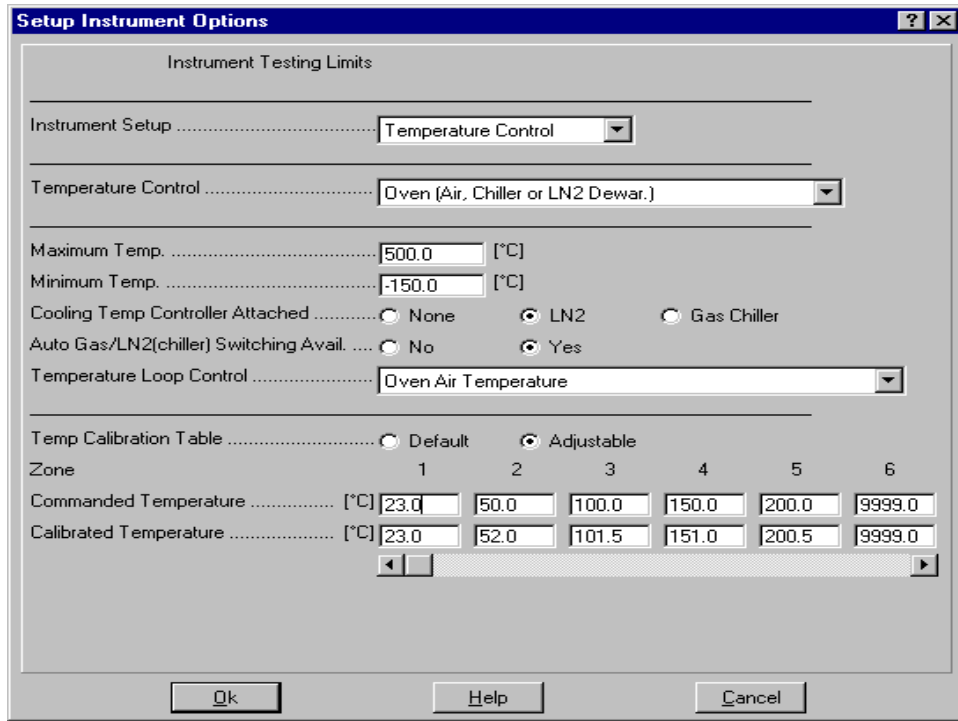 Setup Instrument Options
Instrument Testing Limits
Instrument Setup .................................... Temperature Control
Temperature Control .............................. Oven (Air, Chiller or LN2 Dewar.)
Maximum Temp. ..................................... 500.0 [°C]
Minimum Temp. ...................................... -150.0 [°C]
Cooling Temp Controller Attached ........... None LN2 Gas Chiller
Auto Gas/LN2(chiller) Switching Avail. .... No Yes
Temperature Loop Control ...................... Oven Air Temperature
Temp Calibration Table .......................... Default Adjustable
Zone 1 2 3 4 5 6
Commanded Temperature ................ [°C] 23.0 50.0 100.0 150.0 200.0 9999.0
Calibrated Temperature ................... [°C] 23.0 52.0 101.5 151.0 200.5 9999.0
Ok Help Cancel